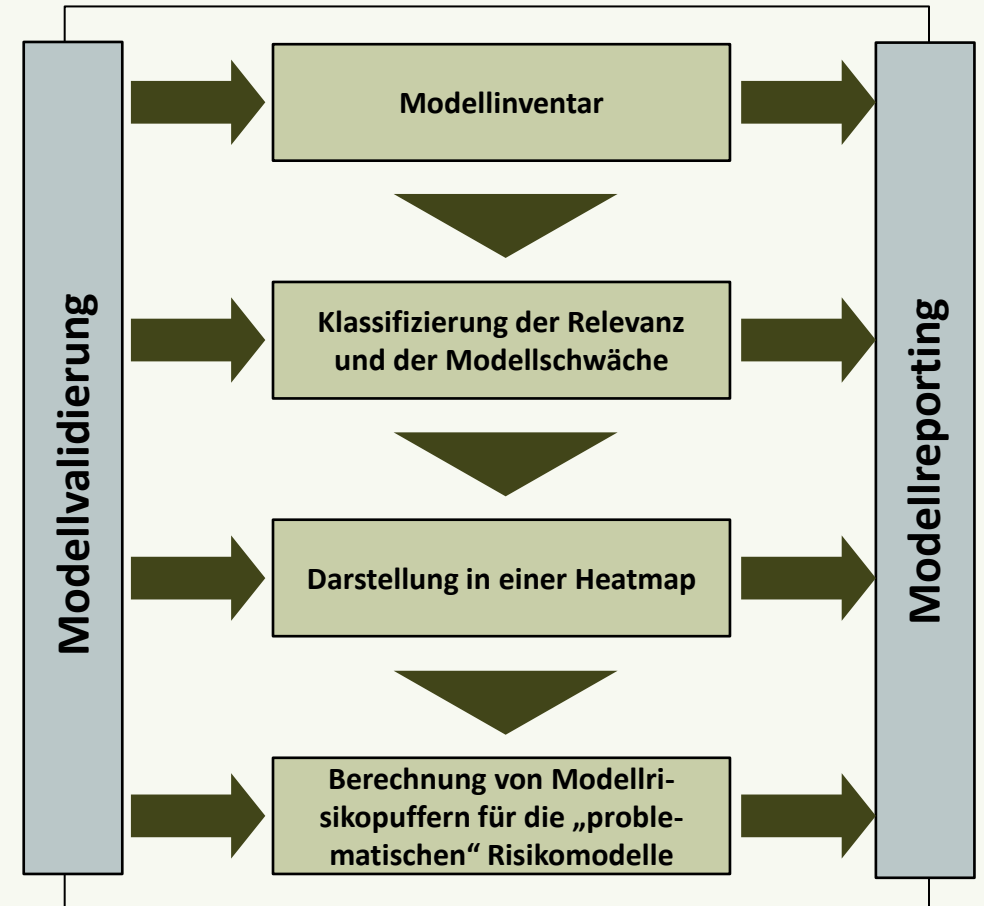 Modellvalidierung
Modellinventar
Klassifizierung der Relevanz
und der Modellschwäche
Darstellung in einer Heatmap
Berechnung von Modellri-
sikopuffern für die „proble-
matischen“ Risikomodelle
Modellreporting